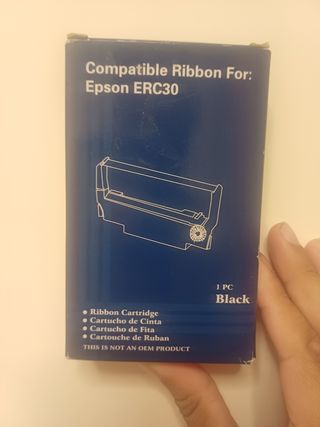 Compatible Ribbon For:
Epson ERC30
1 PC
Black
• Ribbon Cartridge
• Cartucho de Cinta
• Cartucho de Fita
• Cartouche de Ruban
THIS IS NOT AN OEM PRODUCT